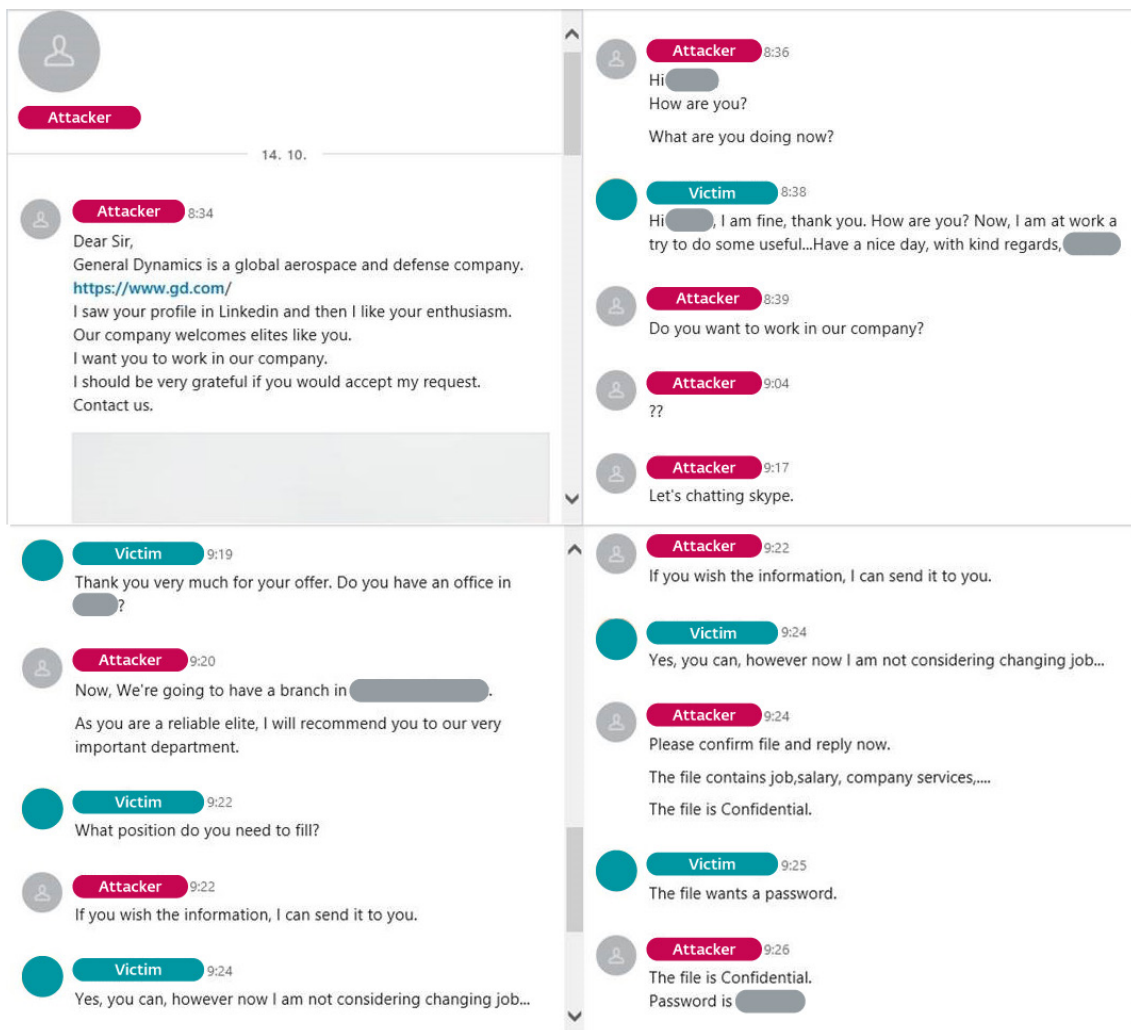 Attacker
14. 10.
Attacker 8:34
Dear Sir,
General Dynamics is a global aerospace and defense company.
https://www.gd.com/
I saw your profile in Linkedin and then I like your enthusiasm.
Our company welcomes elites like you.
I want you to work in our company.
I should be very grateful if you would accept my request.
Contact us.
Attacker 8:36
Hi
How are you?
What are you doing now?
Victim 8:38
Hi , I am fine, thank you. How are you? Now, I am at work a
try to do some useful...Have a nice day, with kind regards,
Attacker 8:39
Do you want to work in our company?
Attacker 9:04
??
Attacker 9:17
Let's chatting skype.
Victim 9:19
Thank you very much for your offer. Do you have an office in
?
Attacker 9:20
Now, We're going to have a branch in .
As you are a reliable elite, I will recommend you to our very
important department.
Victim 9:22
What position do you need to fill?
Attacker 9:22
If you wish the information, I can send it to you.
Victim 9:24
Yes, you can, however now I am not considering changing job...
Attacker 9:22
If you wish the information, I can send it to you.
Victim 9:24
Yes, you can, however now I am not considering changing job...
Attacker 9:24
Please confirm file and reply now.
The file contains job,salary, company services,....
The file is Confidential.
Victim 9:25
The file wants a password.
Attacker 9:26
The file is Confidential.
Password is